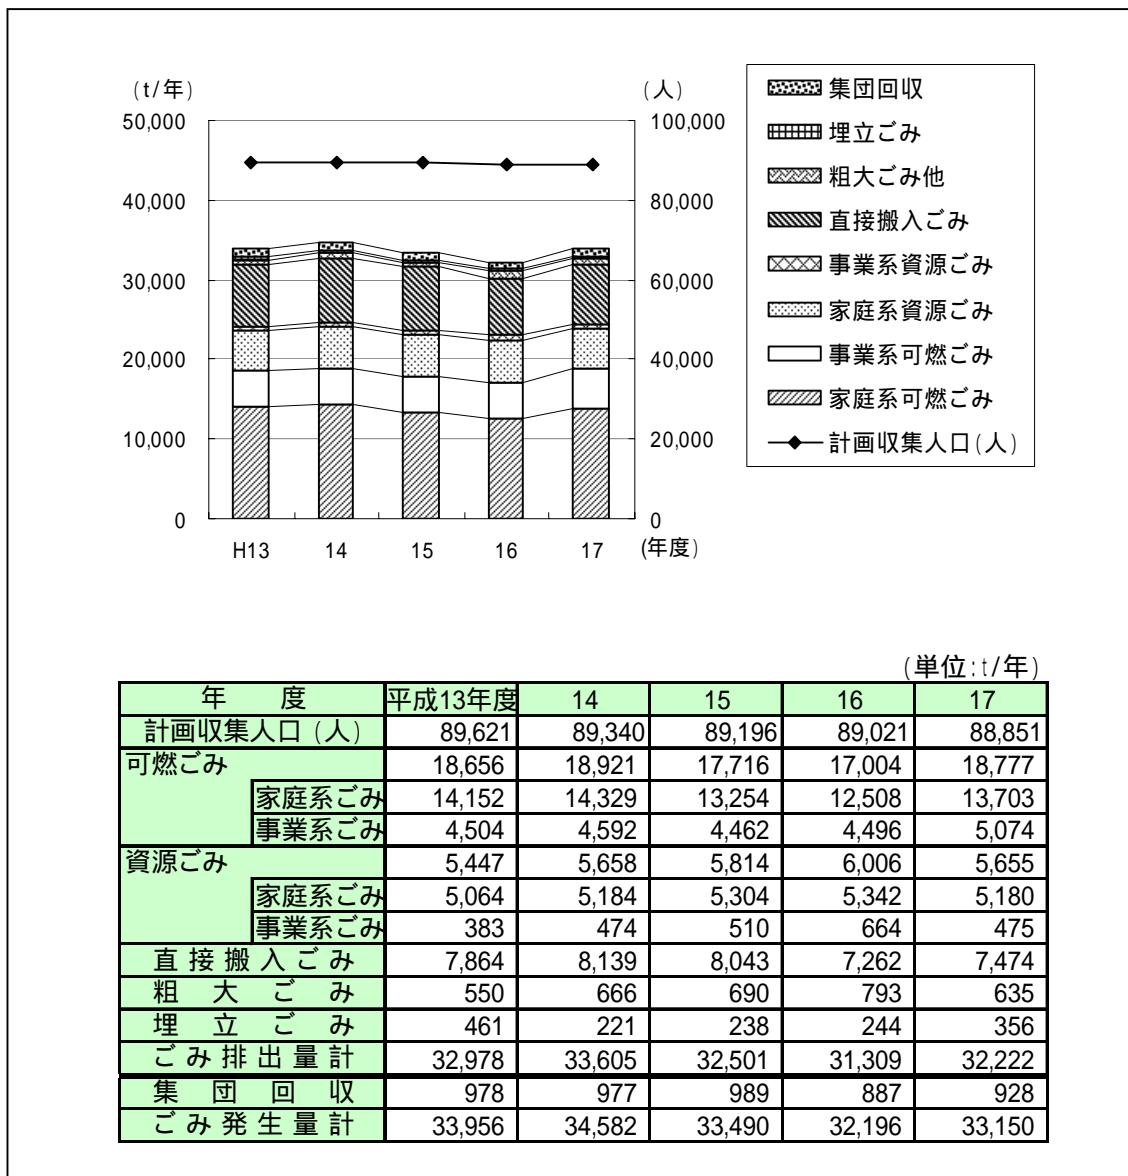 (t/年) (人)
50,000 100,000
40,000 80,000
30,000 60,000
20,000 40,000
10,000 20,000
0 0
H13 14 15 16 17 (年度)
集団回収
埋立ごみ
粗大ごみ他
直接搬入ごみ
事業系資源ごみ
家庭系資源ごみ
事業系可燃ごみ
家庭系可燃ごみ
計画収集人口(人)
(単位:t/年)
年 度 平成13年度 14 15 16 17
計画収集人口(人) 89,621 89,340 89,196 89,021 88,851
可燃ごみ 18,656 18,921 17,716 17,004 18,777
家庭系ごみ 14,152 14,329 13,254 12,508 13,703
事業系ごみ 4,504 4,592 4,462 4,496 5,074
資源ごみ 5,447 5,658 5,814 6,006 5,655
家庭系ごみ 5,064 5,184 5,304 5,342 5,180
事業系ごみ 383 474 510 664 475
直接搬入ごみ 7,864 8,139 8,043 7,262 7,474
粗大ごみ 550 666 690 793 635
埋立ごみ 461 221 238 244 356
ごみ排出量計 32,978 33,605 32,501 31,309 32,222
集団回収 978 977 989 887 928
ごみ発生量計 33,956 34,582 33,490 32,196 33,150